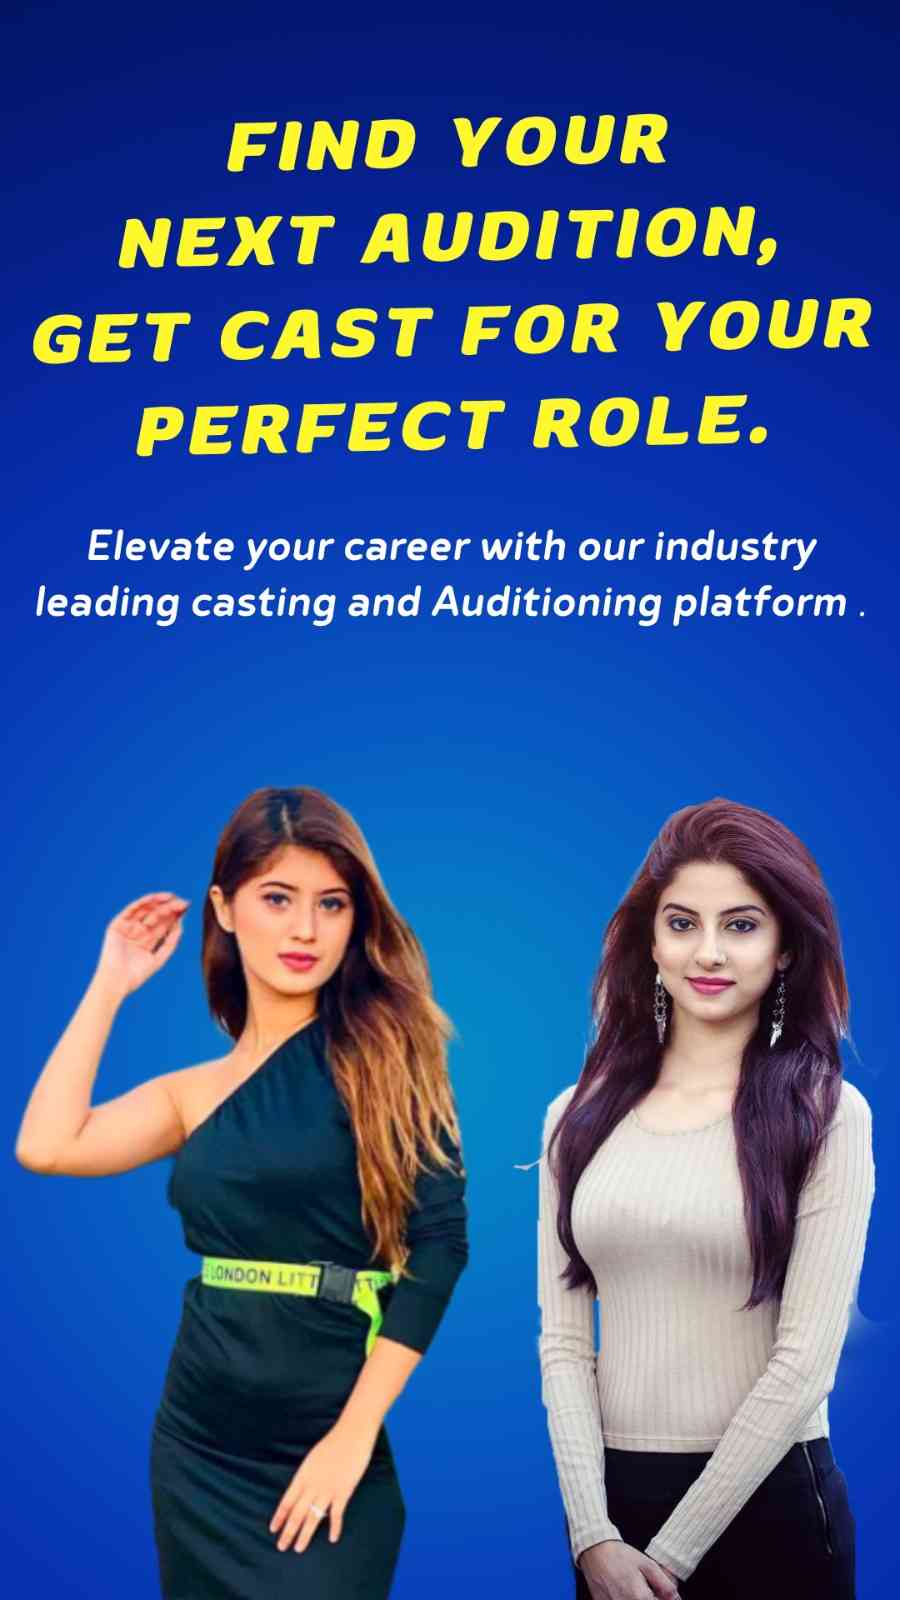 FIND YOUR
NEXT AUDITION,
GET CAST FOR YOUR
PERFECT ROLE.
Elevate your career with our industry
leading casting and Auditioning platform .
LONDON LITT